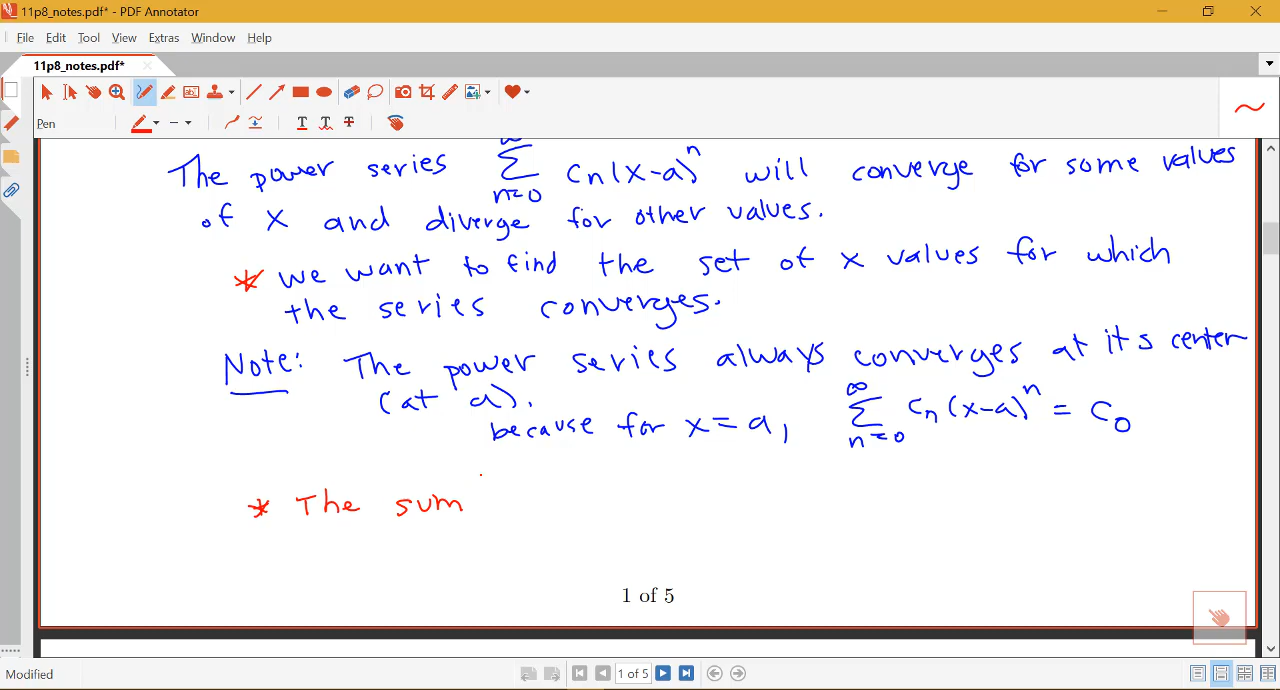 11p8_notes.pdf* - PDF Annotator
File Edit Tool View Extras Window Help
11p8_notes.pdf*
Pen
The power series ∑_{n=0}^{∞} cn(x-a)^n will converge for some values
of x and diverge for other values.
* we want to find the set of x values for which
the series converges.
Note: The power series always converges at its center
(at a).
because for x=a, ∑_{n=0}^{∞} c_n (x-a)^n = c_0
* The sum
1 of 5
Modified
1 of 5